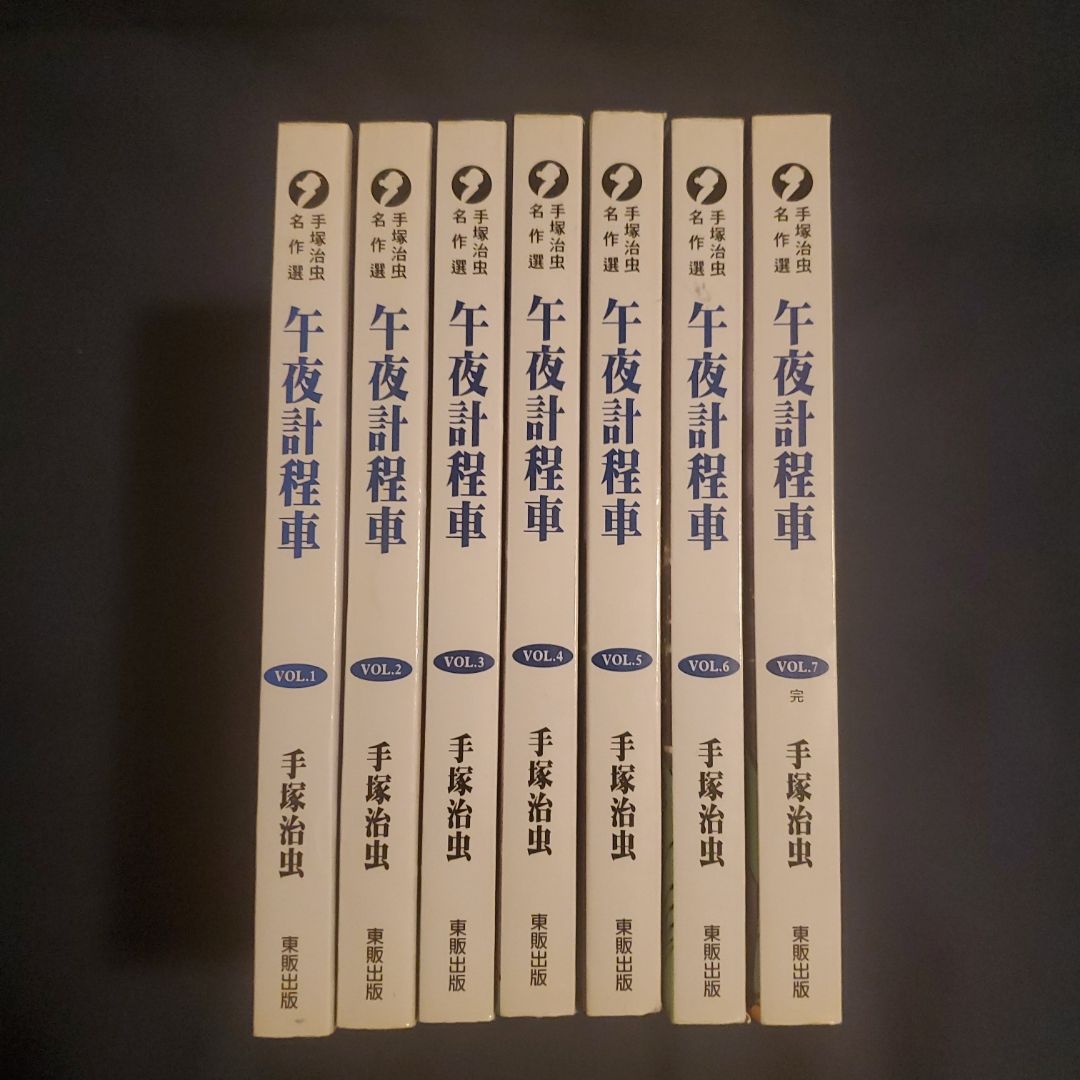 手塚治虫
名作選
午夜計程車
VOL.1
手塚治虫
東販出版
手塚治虫
名作選
午夜計程車
VOL.2
手塚治虫
東販出版
手塚治虫
名作選
午夜計程車
VOL.3
手塚治虫
東販出版
手塚治虫
名作選
午夜計程車
VOL.4
手塚治虫
東販出版
手塚治虫
名作選
午夜計程車
VOL.5
手塚治虫
東販出版
手塚治虫
名作選
午夜計程車
VOL.6
手塚治虫
東販出版
手塚治虫
名作選
午夜計程車
VOL.7
完
手塚治虫
東販出版